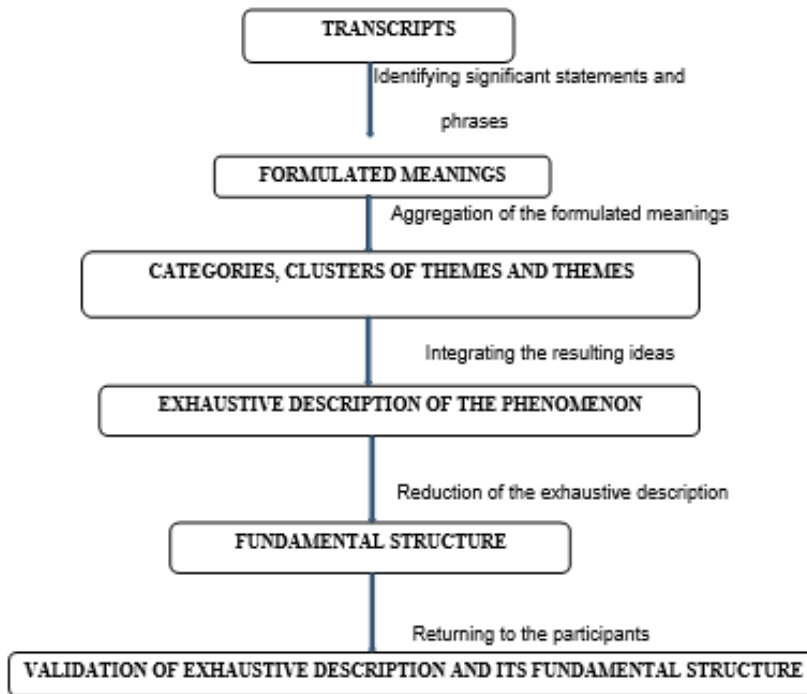 TRANSCRIPTS
Identifying significant statements and
phrases
FORMULATED MEANINGS
Aggregation of the formulated meanings
CATEGORIES, CLUSTERS OF THEMES AND THEMES
Integrating the resulting ideas
EXHAUSTIVE DESCRIPTION OF THE PHENOMENON
Reduction of the exhaustive description
FUNDAMENTAL STRUCTURE
Returning to the participants
VALIDATION OF EXHAUSTIVE DESCRIPTION AND ITS FUNDAMENTAL STRUCTURE